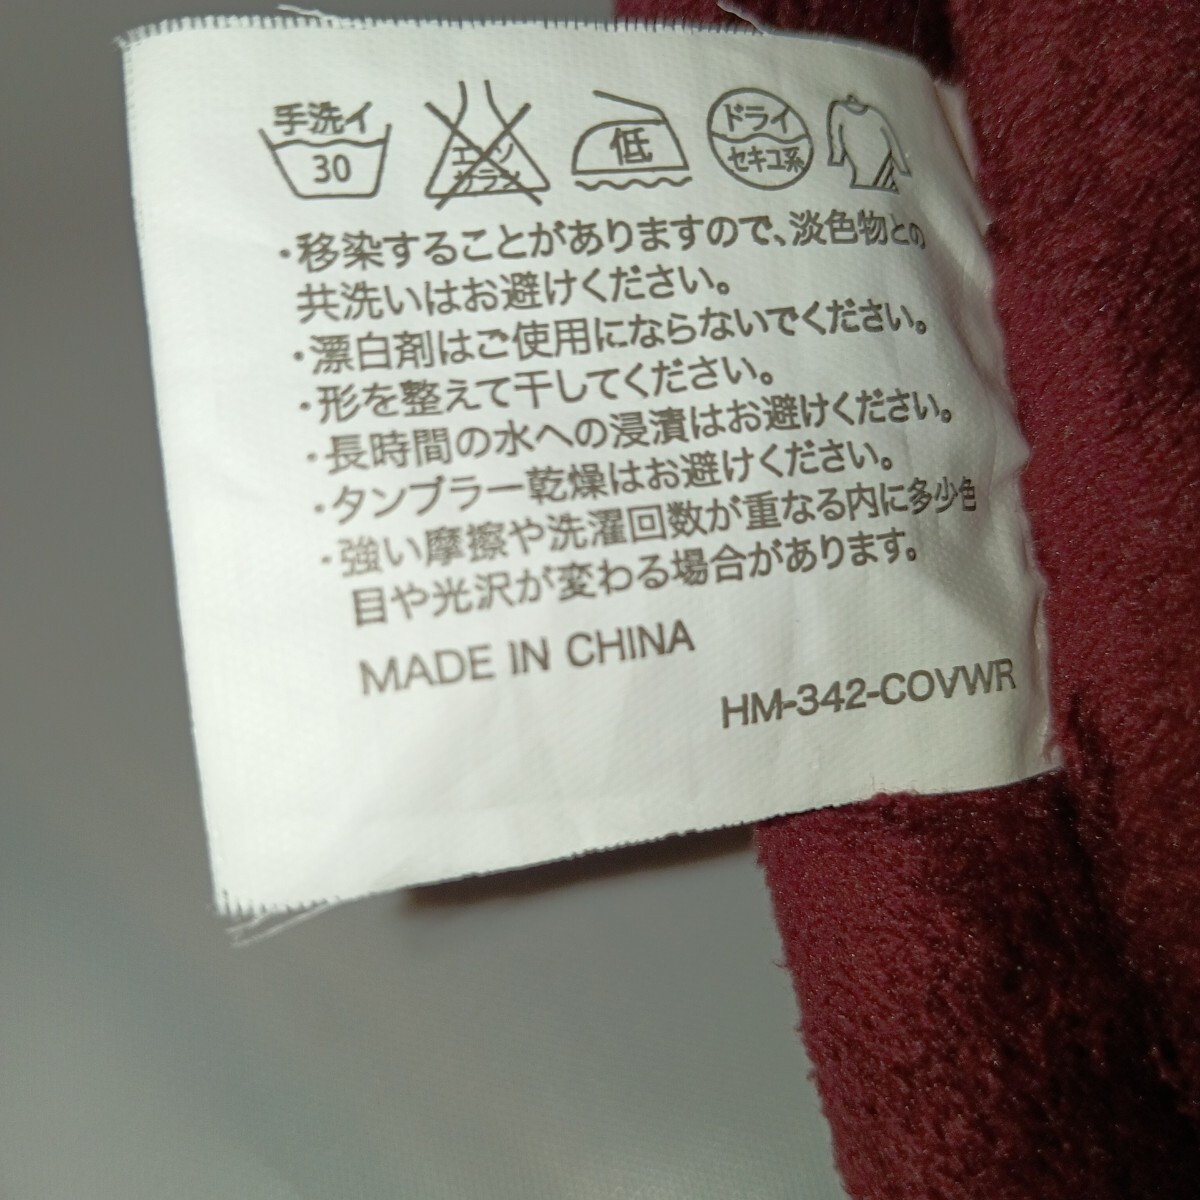 手洗イ 30 エンソ サラシ 低 ドライ セキユ系
・移染することがありますので、淡色物との
共洗いはお避けください。
・漂白剤はご使用にならないでください。
・形を整えて干してください。
・長時間の水への浸漬はお避けください。
・タンブラー乾燥はお避けください。
・強い摩擦や洗濯回数が重なる内に多少色
目や光沢が変わる場合があります。
MADE IN CHINA
HM-342-COVWR